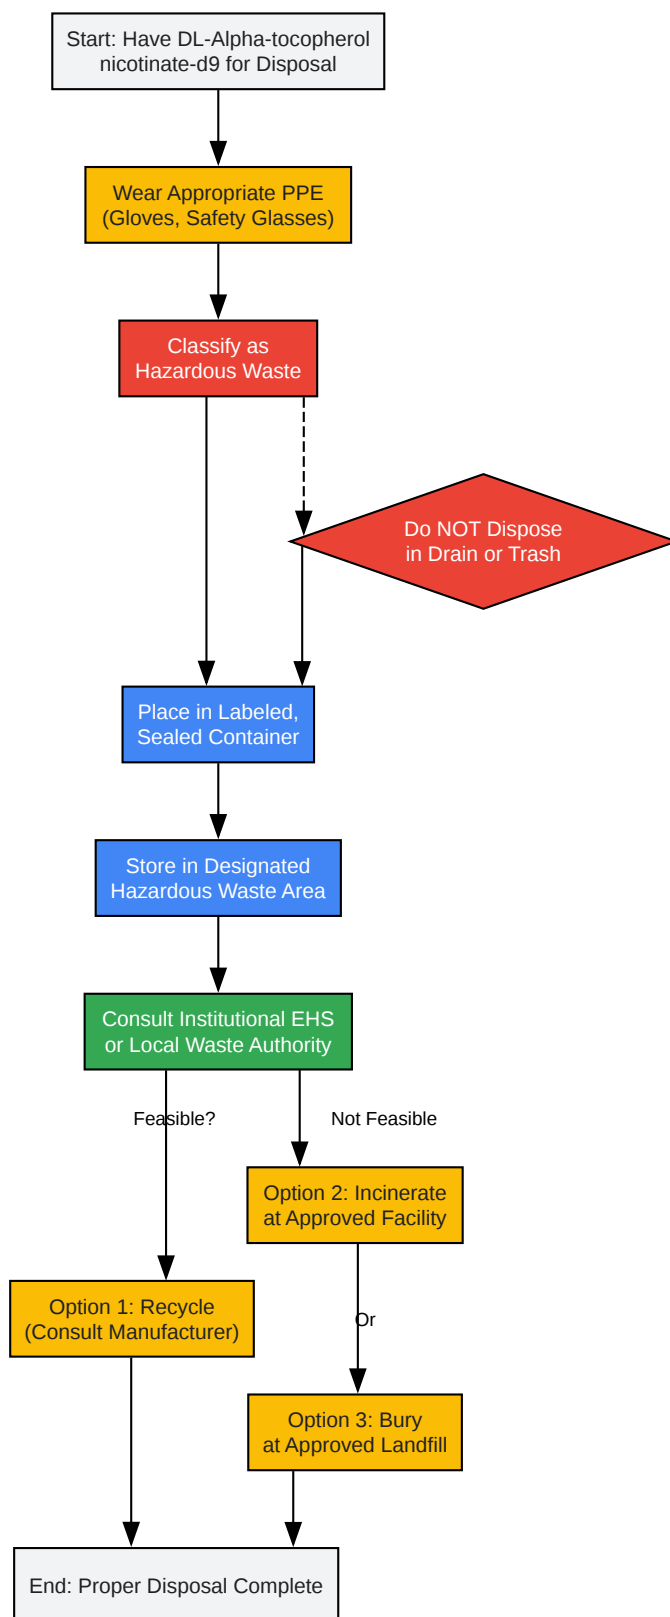 Start: Have DL-Alpha-tocopherol
nicotinate-d9 for Disposal
Wear Appropriate PPE
(Gloves, Safety Glasses)
Classify as
Hazardous Waste
Do NOT Dispose
in Drain or Trash
Place in Labeled,
Sealed Container
Store in Designated
Hazardous Waste Area
Consult Institutional EHS
or Local Waste Authority
Feasible?
Not Feasible
Option 2: Incinerate
at Approved Facility
Option 1: Recycle
(Consult Manufacturer)
Or
Option 3: Bury
at Approved Landfill
End: Proper Disposal Complete